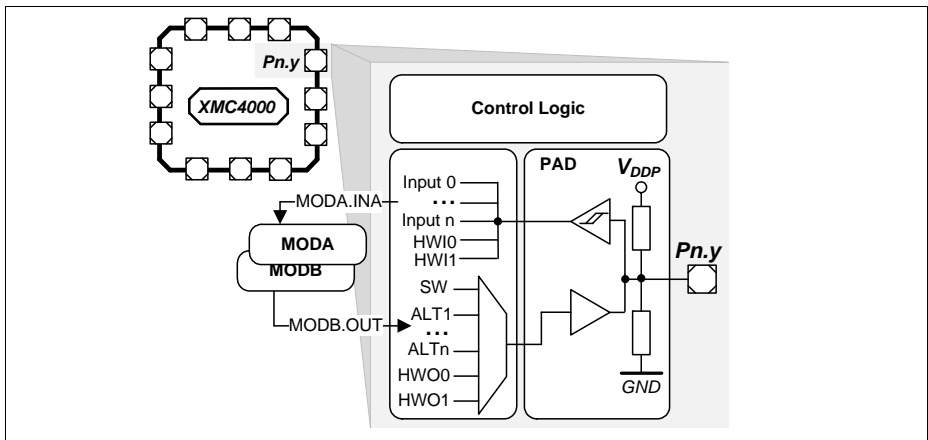 Pn.y
XMC4000
Control Logic
PAD
VDDP
Input 0
...
Input n
HWI0
HWI1
MODA.INA
MODA
MODB
MODB.OUT
SW
ALT1
...
ALTn
HWO0
HWO1
Pn.y
GND